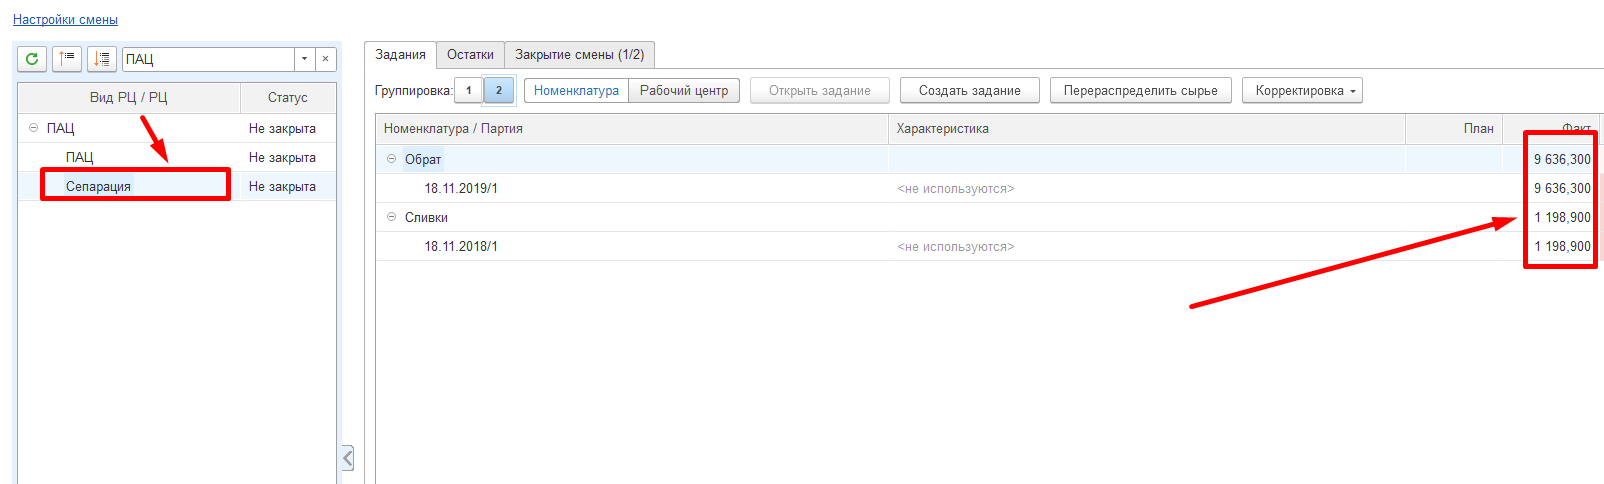 Настройки смены
ПАЦ
Вид РЦ / РЦ Статус
ПАЦ Не закрыта
ПАЦ Не закрыта
Сепарация Не закрыта
Задания Остатки Закрытие смены (1/2)
Группировка: 1 2 Номенклатура Рабочий центр Открыть задание Создать задание Перераспределить сырье Корректировка
Номенклатура / Партия Характеристика План Факт
Обрат 9 636,300
18.11.2019/1 <не используются> 9 636,300
Сливки 1 198,900
18.11.2018/1 <не используются> 1 198,900